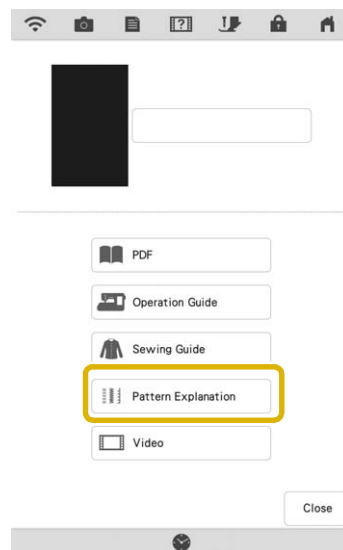 PDF
Operation Guide
Sewing Guide
Pattern Explanation
Video
Close